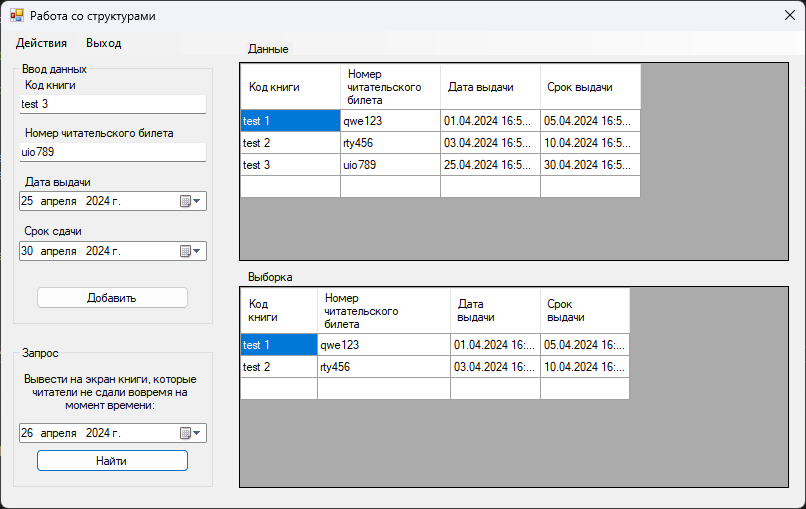 Работа со структурами
Действия Выход
Ввод данных
Код книги
test 3
Номер читательского билета
uio789
Дата выдачи
25 апреля 2024 г.
Срок сдачи
30 апреля 2024 г.
Добавить
Запрос
Вывести на экран книги, которые
читатели не сдали вовремя на
момент времени:
26 апреля 2024 г.
Найти
Данные
Код книги Номер читательского билета Дата выдачи Срок выдачи
test 1 qwe123 01.04.2024 16:5... 05.04.2024 16:5...
test 2 rty456 03.04.2024 16:5... 10.04.2024 16:5...
test 3 uio789 25.04.2024 16:5... 30.04.2024 16:5...
Выборка
Код книги Номер читательского билета Дата выдачи Срок выдачи
test 1 qwe123 01.04.2024 16:... 05.04.2024 16:...
test 2 rty456 03.04.2024 16:... 10.04.2024 16:...